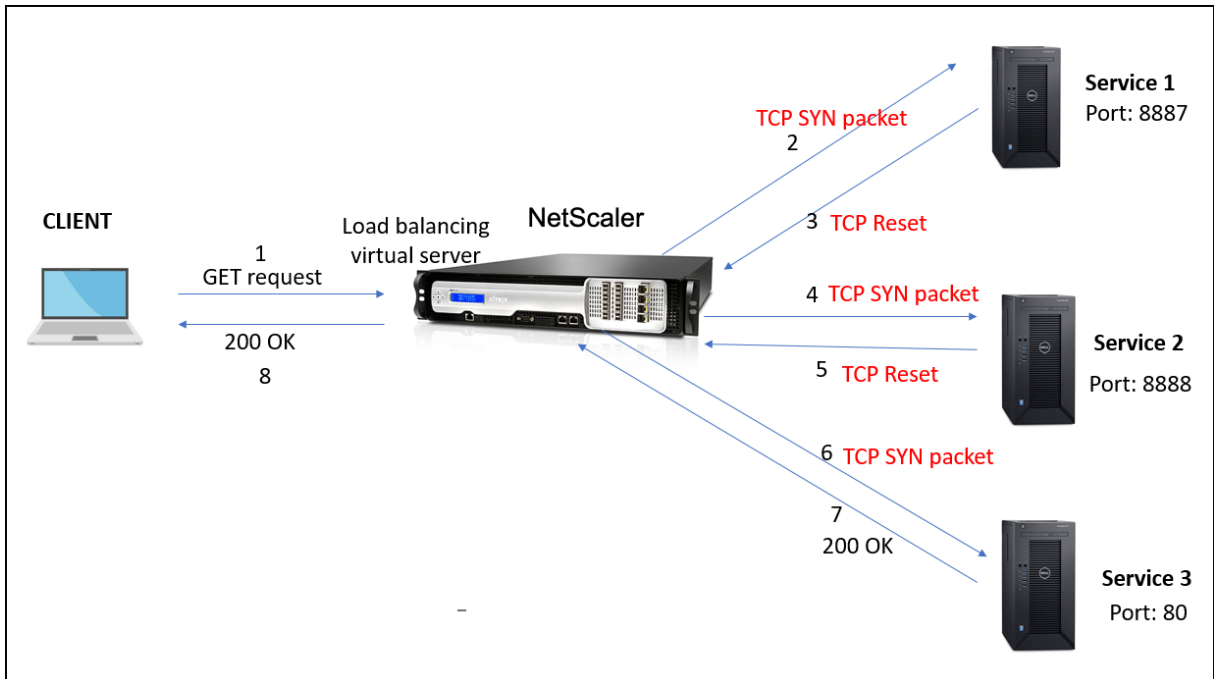 Service 1
Port: 8887
TCP SYN packet
2
3 TCP Reset
NetScaler
CLIENT
Load balancing
virtual server
1
GET request
200 OK
8
4 TCP SYN packet
5 TCP Reset
Service 2
Port: 8888
6 TCP SYN packet
7
200 OK
Service 3
Port: 80